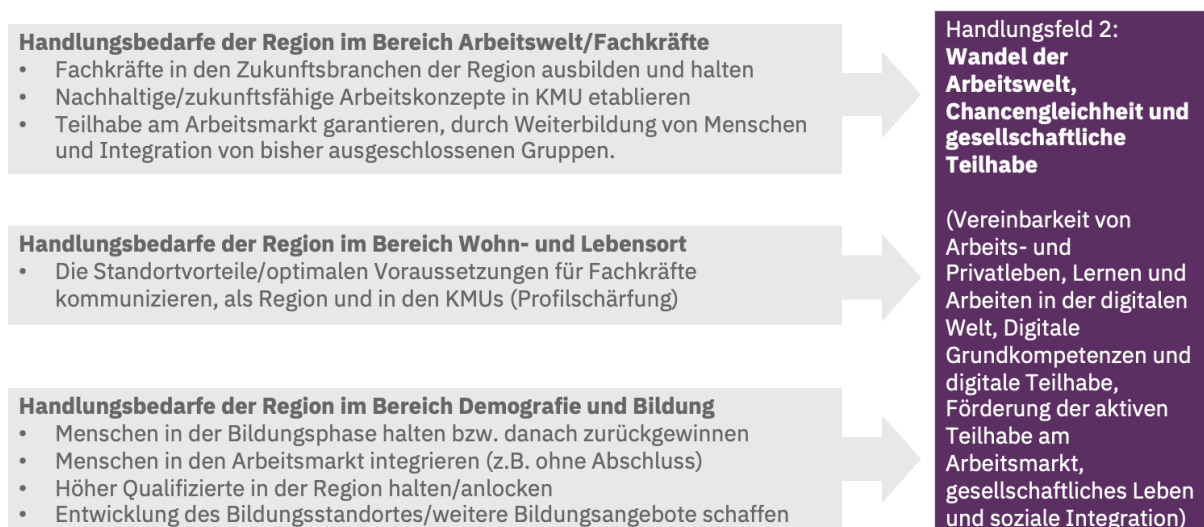 Handlungsbedarfe der Region im Bereich Arbeitswelt/Fachkräfte
• Fachkräfte in den Zukunftsbranchen der Region ausbilden und halten
• Nachhaltige/zukunftsfähige Arbeitskonzepte in KMU etablieren
• Teilhabe am Arbeitsmarkt garantieren, durch Weiterbildung von Menschen
und Integration von bisher ausgeschlossenen Gruppen.
Handlungsbedarfe der Region im Bereich Wohn- und Lebensort
• Die Standortvorteile/optimalen Voraussetzungen für Fachkräfte
kommunizieren, als Region und in den KMUs (Profilschärfung)
Handlungsbedarfe der Region im Bereich Demografie und Bildung
• Menschen in der Bildungsphase halten bzw. danach zurückgewinnen
• Menschen in den Arbeitsmarkt integrieren (z.B. ohne Abschluss)
• Höher Qualifizierte in der Region halten/anlocken
• Entwicklung des Bildungsstandortes/weitere Bildungsangebote schaffen
Handlungsfeld 2:
Wandel der
Arbeitswelt,
Chancengleichheit und
gesellschaftliche
Teilhabe
(Vereinbarkeit von
Arbeits- und
Privatleben, Lernen und
Arbeiten in der digitalen
Welt, Digitale
Grundkompetenzen und
digitale Teilhabe,
Förderung der aktiven
Teilhabe am
Arbeitsmarkt,
gesellschaftliches Leben
und soziale Integration)